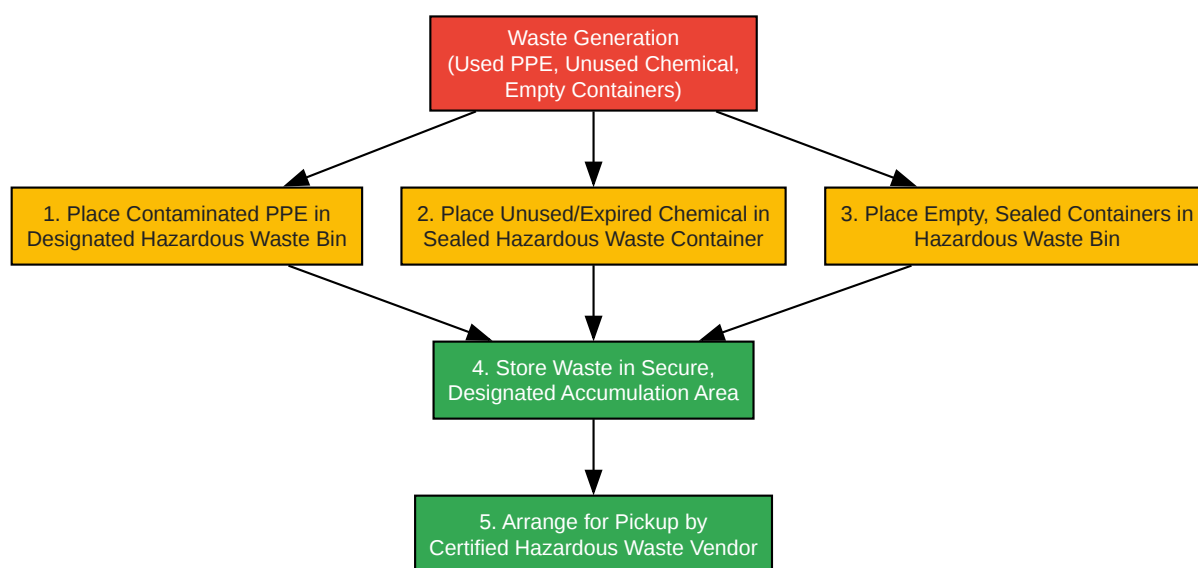 Waste Generation
(Used PPE, Unused Chemical,
Empty Containers)
1. Place Contaminated PPE in
Designated Hazardous Waste Bin
2. Place Unused/Expired Chemical in
Sealed Hazardous Waste Container
3. Place Empty, Sealed Containers in
Hazardous Waste Bin
4. Store Waste in Secure,
Designated Accumulation Area
5. Arrange for Pickup by
Certified Hazardous Waste Vendor